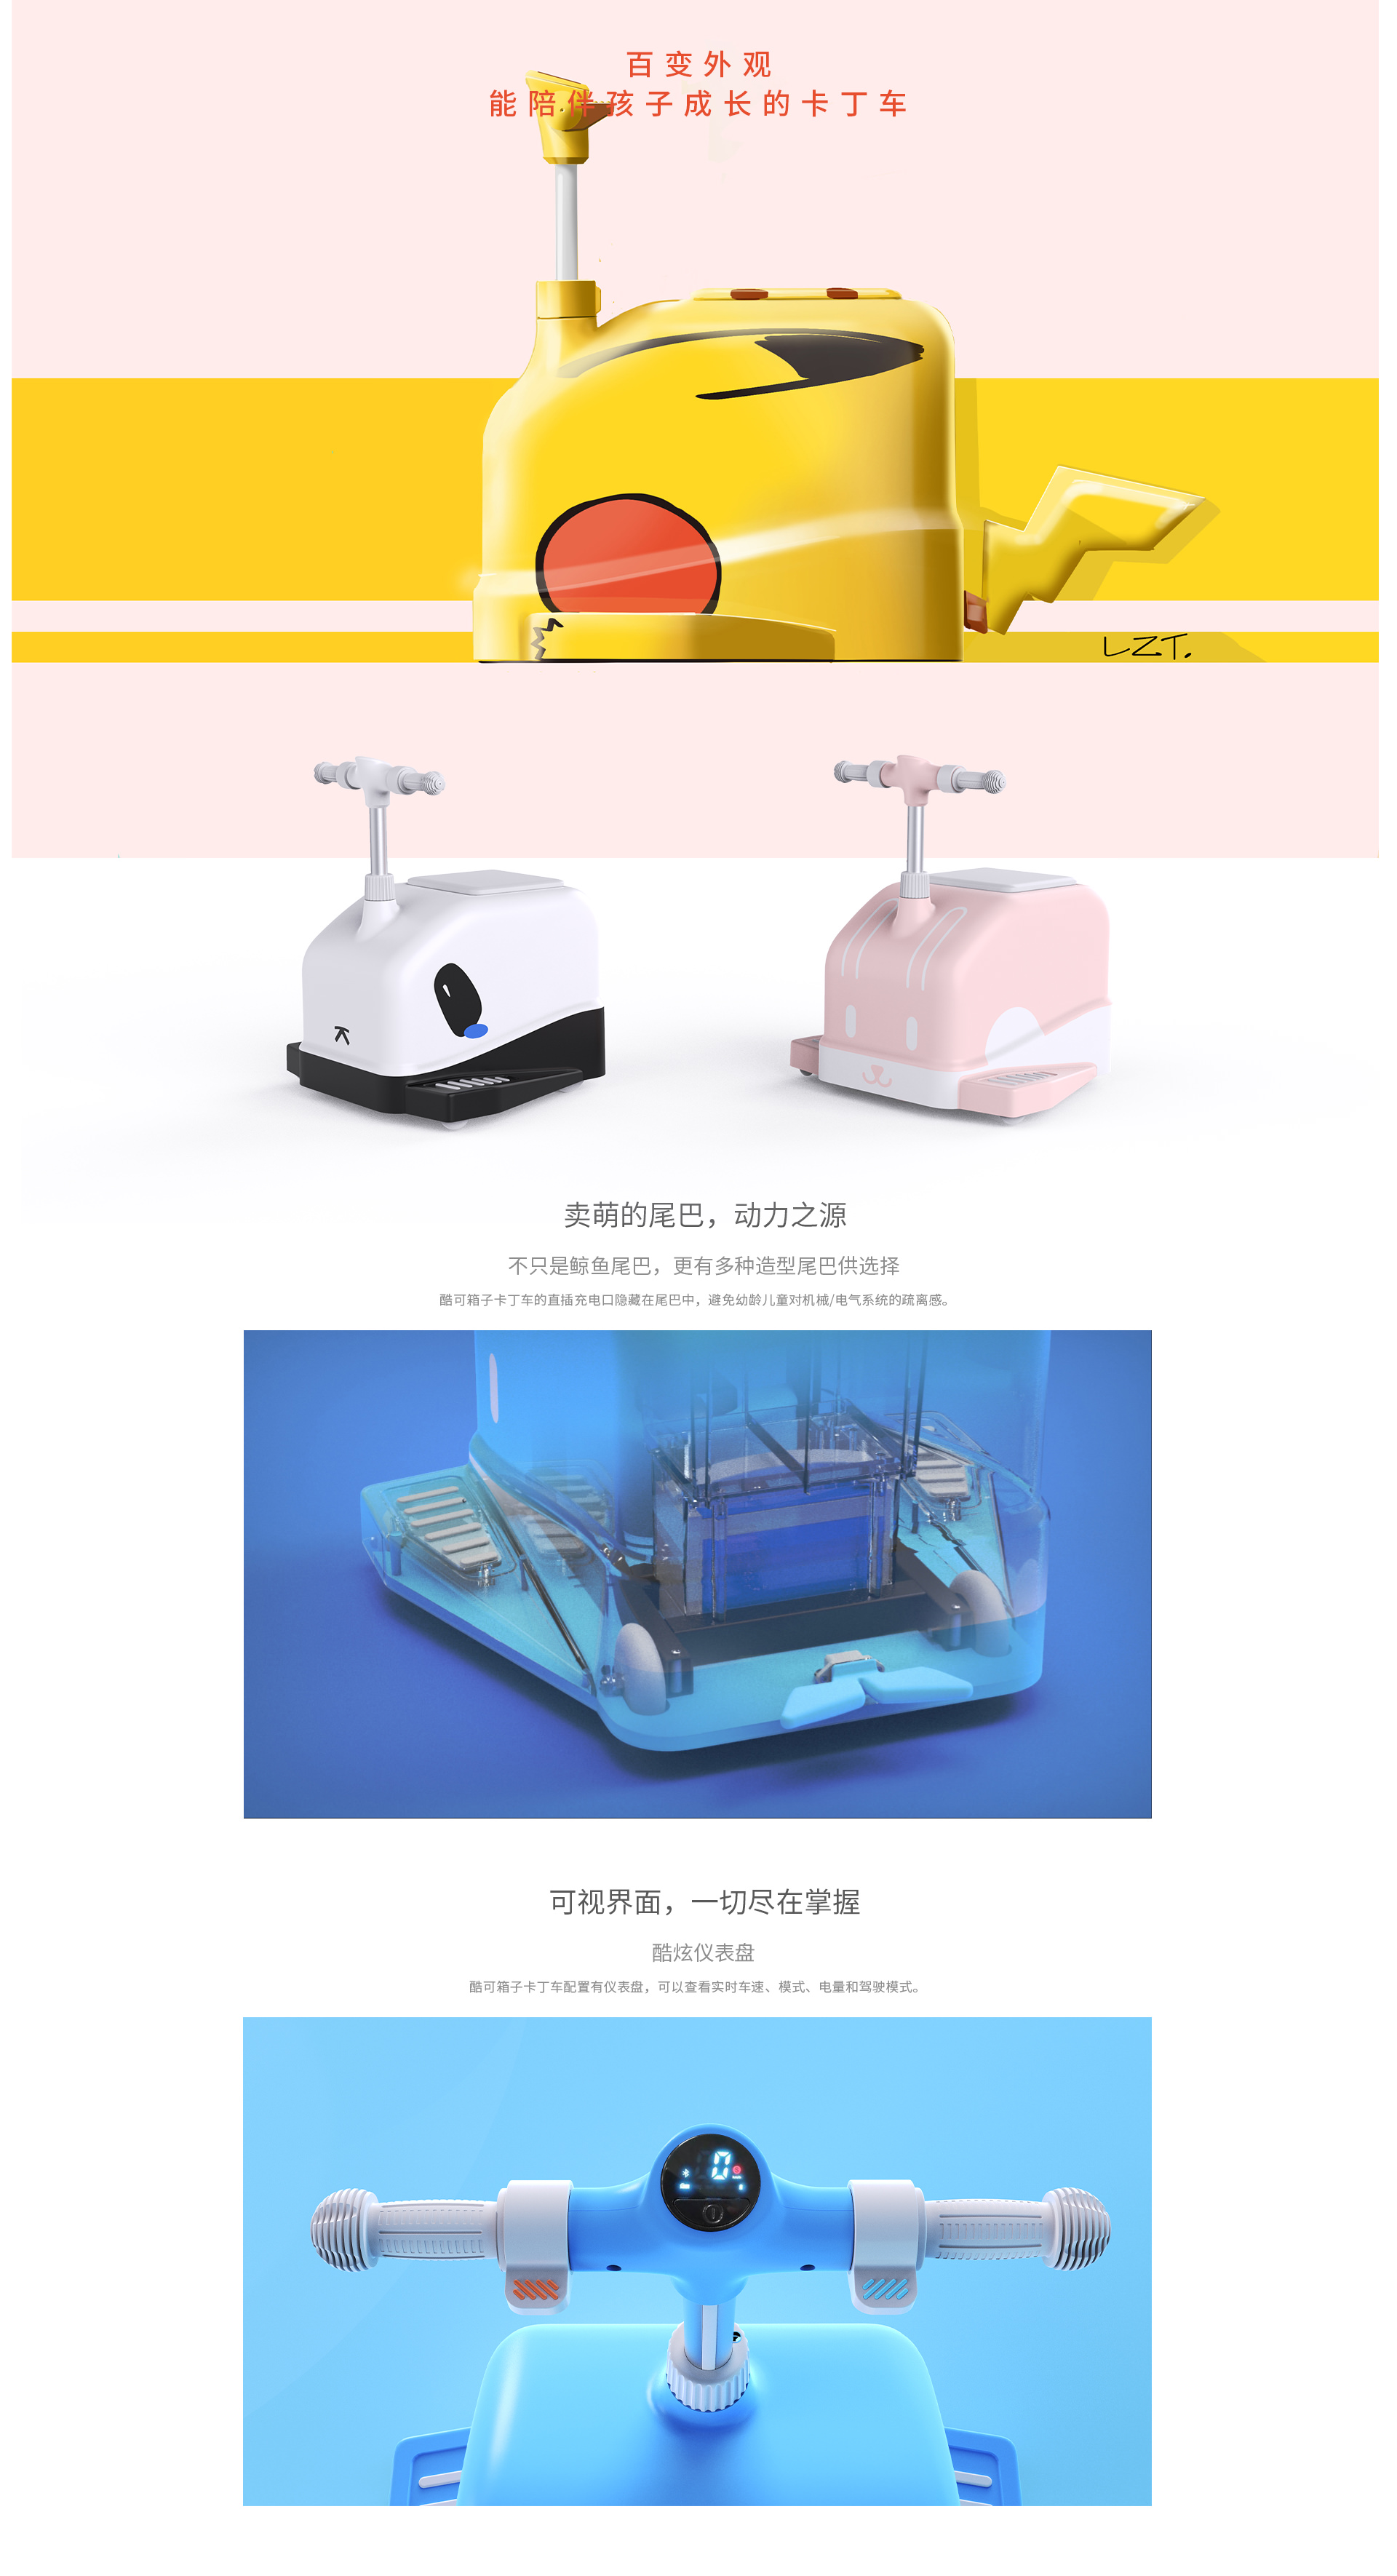 百变外观
能陪伴孩子成长的卡丁车
LZT.
卖萌的尾巴，动力之源
不只是鲸鱼尾巴，更有多种造型尾巴供选择
酷可箱子卡丁车的直插充电口隐藏在尾巴中，避免幼龄儿童对机械/电气系统的疏离感。
可视界面，一切尽在掌握
酷炫仪表盘
酷可箱子卡丁车配置有仪表盘，可以查看实时车速、模式、电量和驾驶模式。
0